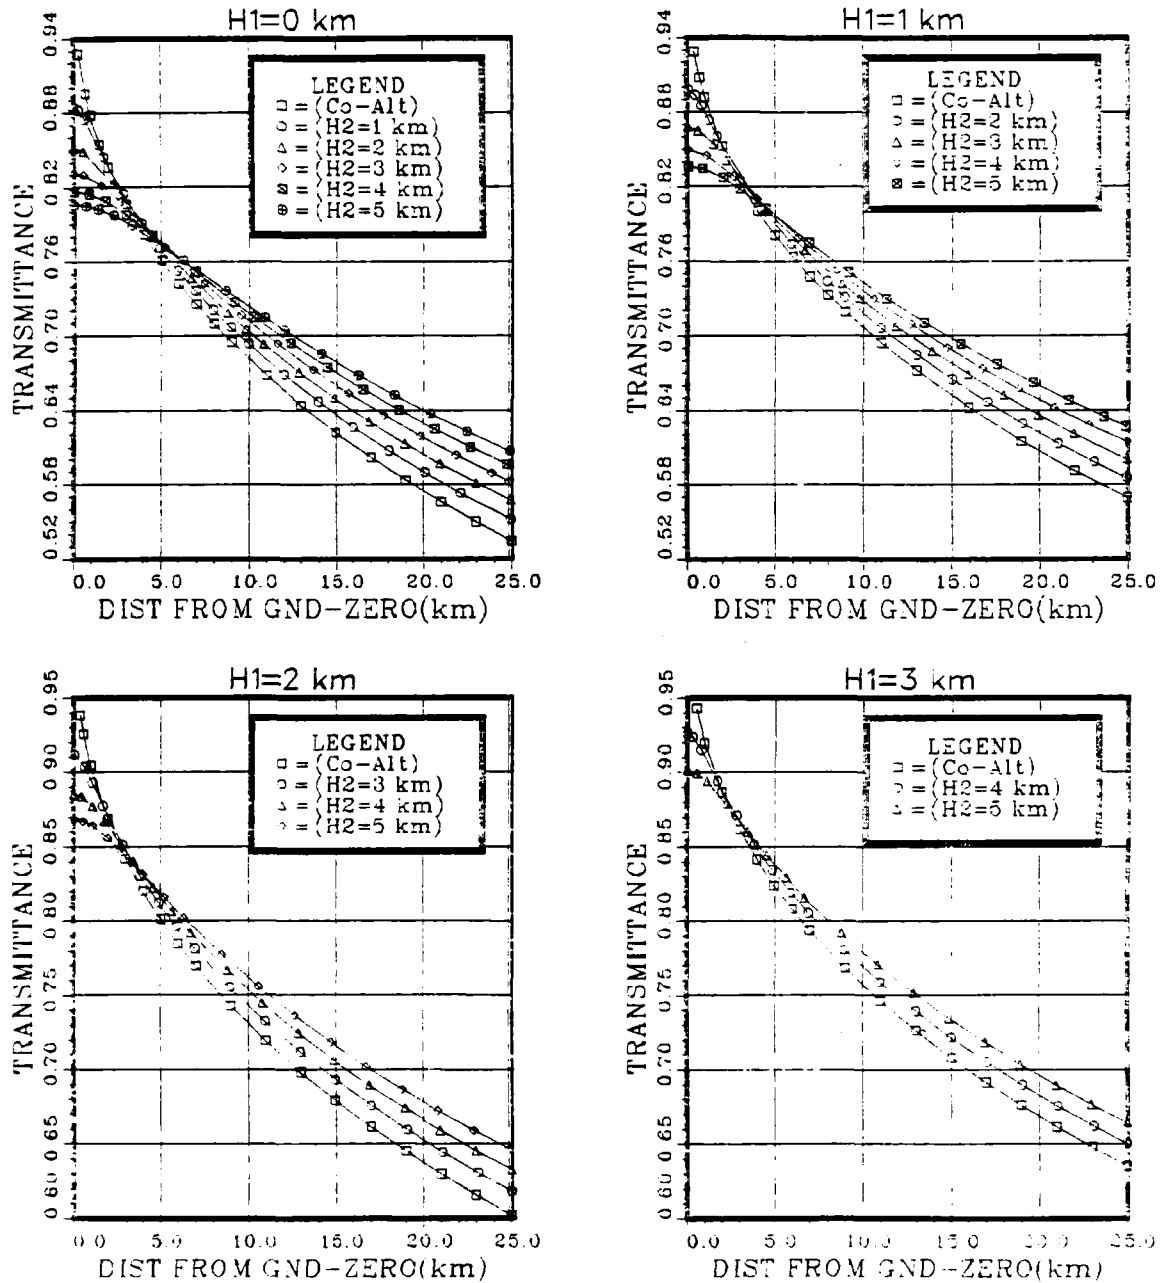 H1=0 km
TRANSMITTANCE
0.94
0.88
0.82
0.76
0.70
0.64
0.58
0.52
LEGEND
□ = (Co-Alt)
○ = (H2=1 km)
△ = (H2=2 km)
◇ = (H2=3 km)
⊠ = (H2=4 km)
⊕ = (H2=5 km)
0.0 5.0 10.0 15.0 20.0 25.0
DIST FROM GND-ZERO(km)
H1=1 km
TRANSMITTANCE
0.94
0.88
0.82
0.76
0.70
0.64
0.58
0.52
LEGEND
□ = (Co-Alt)
○ = (H2=2 km)
△ = (H2=3 km)
◇ = (H2=4 km)
⊠ = (H2=5 km)
0.0 5.0 10.0 15.0 20.0 25.0
DIST FROM GND-ZERO(km)
H1=2 km
TRANSMITTANCE
0.95
0.90
0.85
0.80
0.75
0.70
0.65
0.60
LEGEND
□ = (Co-Alt)
○ = (H2=3 km)
△ = (H2=4 km)
◇ = (H2=5 km)
0.0 5.0 10.0 15.0 20.0 25.0
DIST FROM GND-ZERO(km)
H1=3 km
TRANSMITTANCE
0.95
0.90
0.85
0.80
0.75
0.70
0.65
0.60
LEGEND
□ = (Co-Alt)
○ = (H2=4 km)
△ = (H2=5 km)
0.0 5.0 10.0 15.0 20.0 25.0
DIST FROM GND-ZERO(km)